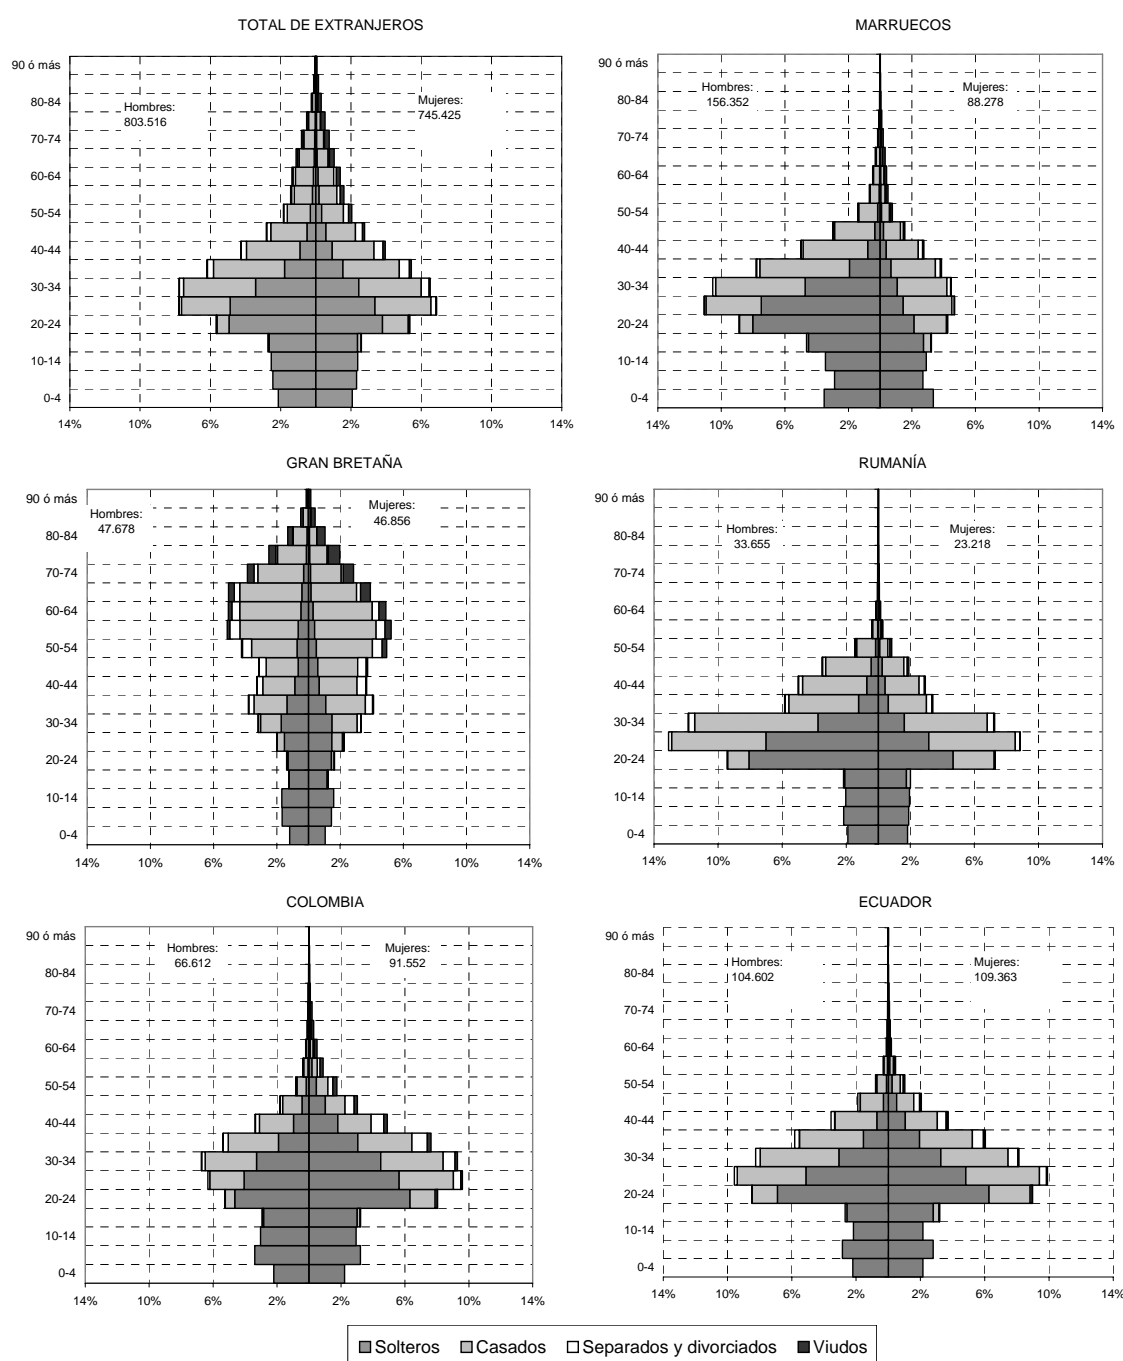 TOTAL DE EXTRANJEROS
90 ó más
80-84
70-74
60-64
50-54
40-44
30-34
20-24
10-14
0-4
Hombres:
803.516
Mujeres:
745.425
14% 10% 6% 2% 2% 6% 10% 14%
MARRUECOS
90 ó más
80-84
70-74
60-64
50-54
40-44
30-34
20-24
10-14
0-4
Hombres:
156.352
Mujeres:
88.278
14% 10% 6% 2% 2% 6% 10% 14%
GRAN BRETAÑA
90 ó más
80-84
70-74
60-64
50-54
40-44
30-34
20-24
10-14
0-4
Hombres:
47.678
Mujeres:
46.856
14% 10% 6% 2% 2% 6% 10% 14%
RUMANÍA
90 ó más
80-84
70-74
60-64
50-54
40-44
30-34
20-24
10-14
0-4
Hombres:
33.655
Mujeres:
23.218
14% 10% 6% 2% 2% 6% 10% 14%
COLOMBIA
90 ó más
80-84
70-74
60-64
50-54
40-44
30-34
20-24
10-14
0-4
Hombres:
66.612
Mujeres:
91.552
14% 10% 6% 2% 2% 6% 10% 14%
ECUADOR
90 ó más
80-84
70-74
60-64
50-54
40-44
30-34
20-24
10-14
0-4
Hombres:
104.602
Mujeres:
109.363
14% 10% 6% 2% 2% 6% 10% 14%
Solteros Casados Separados y divorciados Viudos